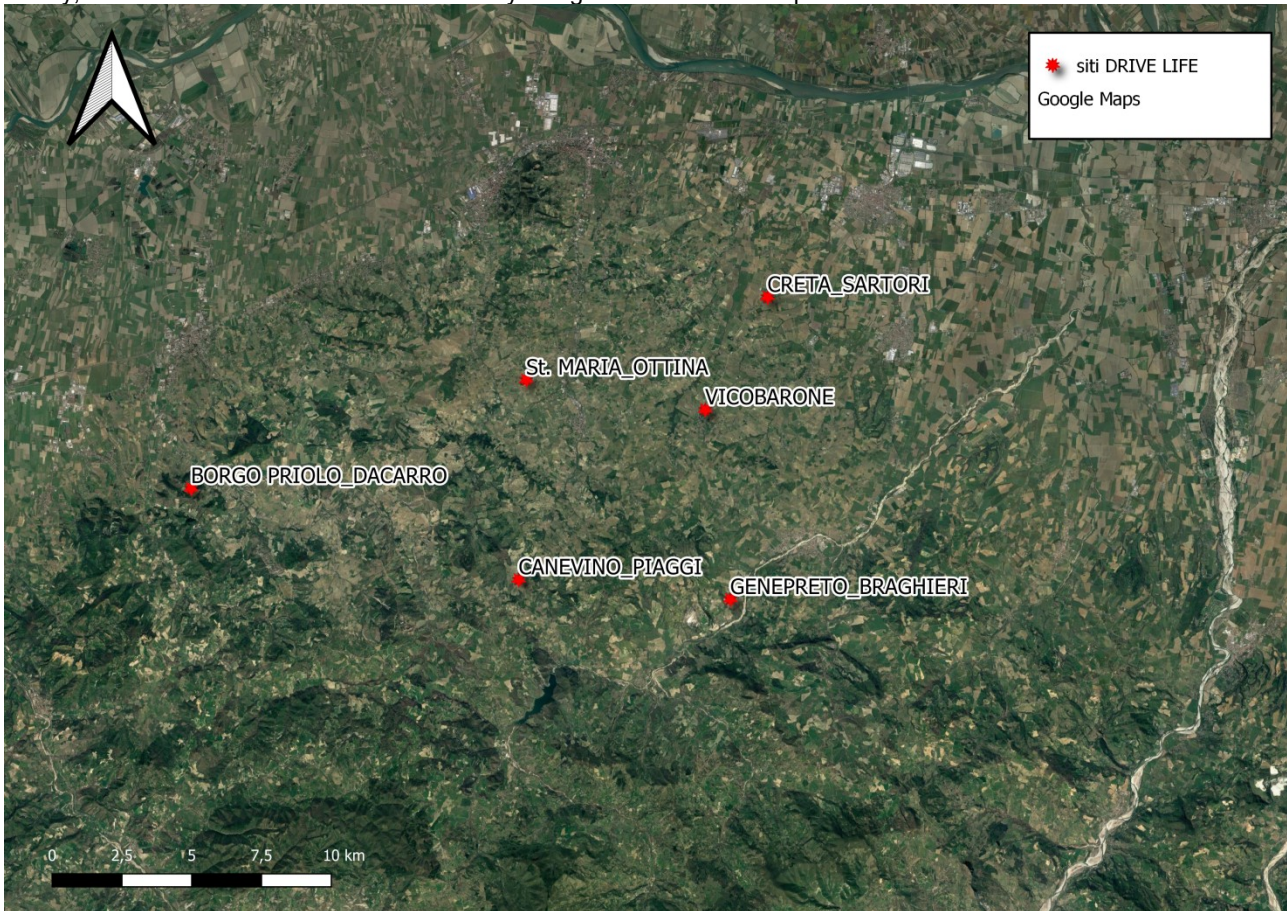 siti DRIVE LIFE
Google Maps
CRETA_SARTORI
St. MARIA_OTTINA
VICOBARONE
BORGO PRIOLO_DACARRO
CANEVINO_PIAGGI
GENEPRETO_BRAGHIERI
0 2,5 5 7,5 10 km